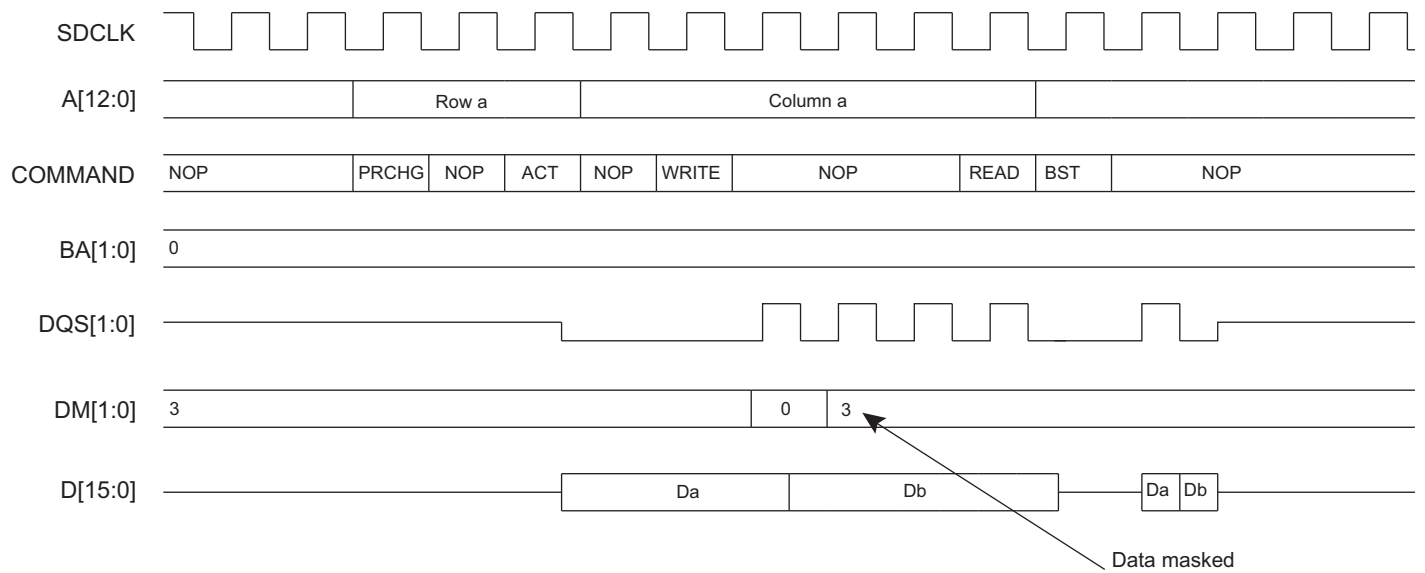 SDCLK
A[12:0] Row a Column a
COMMAND NOP PRCHG NOP ACT NOP WRITE NOP READ BST NOP
BA[1:0] 0
DQS[1:0]
DM[1:0] 3 0 3
D[15:0] Da Db Da Db
Data masked